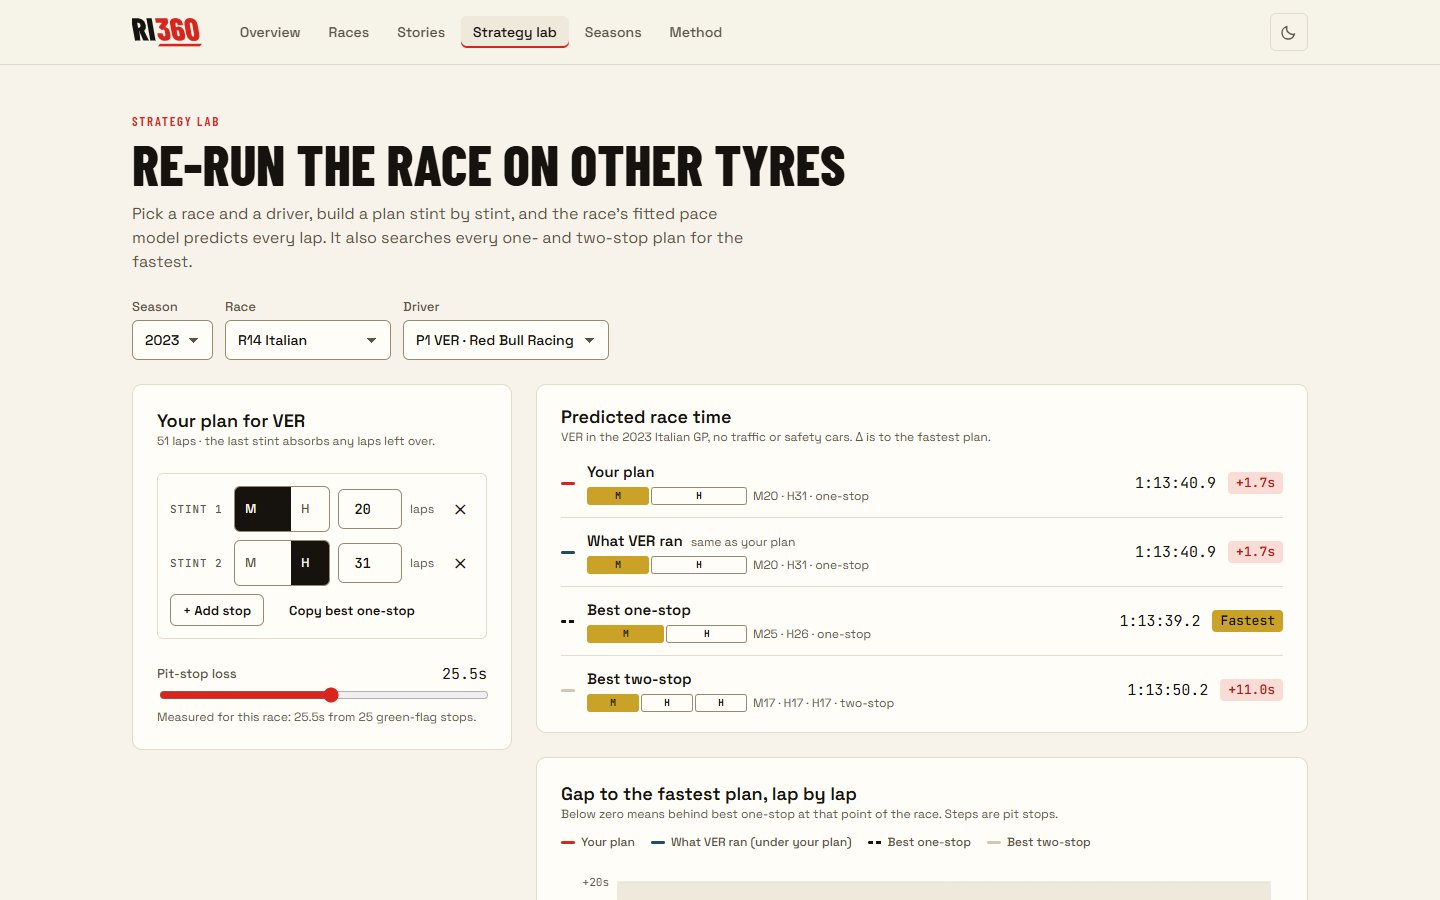 RI360
Overview
Races
Stories
Strategy lab
Seasons
Method
STRATEGY LAB
RE-RUN THE RACE ON OTHER TYRES
Pick a race and a driver, build a plan stint by stint, and the race's fitted pace
model predicts every lap. It also searches every one- and two-stop plan for the
fastest.
Season
Race
Driver
2023
R14 Italian
P1 VER · Red Bull Racing
Your plan for VER
51 laps · the last stint absorbs any laps left over.
STINT 1 M H 20 laps ×
STINT 2 M H 31 laps ×
+ Add stop
Copy best one-stop
Pit-stop loss 25.5s
Measured for this race: 25.5s from 25 green-flag stops.
Predicted race time
VER in the 2023 Italian GP, no traffic or safety cars. Δ is to the fastest plan.
Your plan
M H M20 · H31 · one-stop
1:13:40.9 +1.7s
What VER ran same as your plan
M H M20 · H31 · one-stop
1:13:40.9 +1.7s
Best one-stop
M H M25 · H26 · one-stop
1:13:39.2 Fastest
Best two-stop
M H H M17 · H17 · H17 · two-stop
1:13:50.2 +11.0s
Gap to the fastest plan, lap by lap
Below zero means behind best one-stop at that point of the race. Steps are pit stops.
Your plan
What VER ran (under your plan)
Best one-stop
Best two-stop
+20s